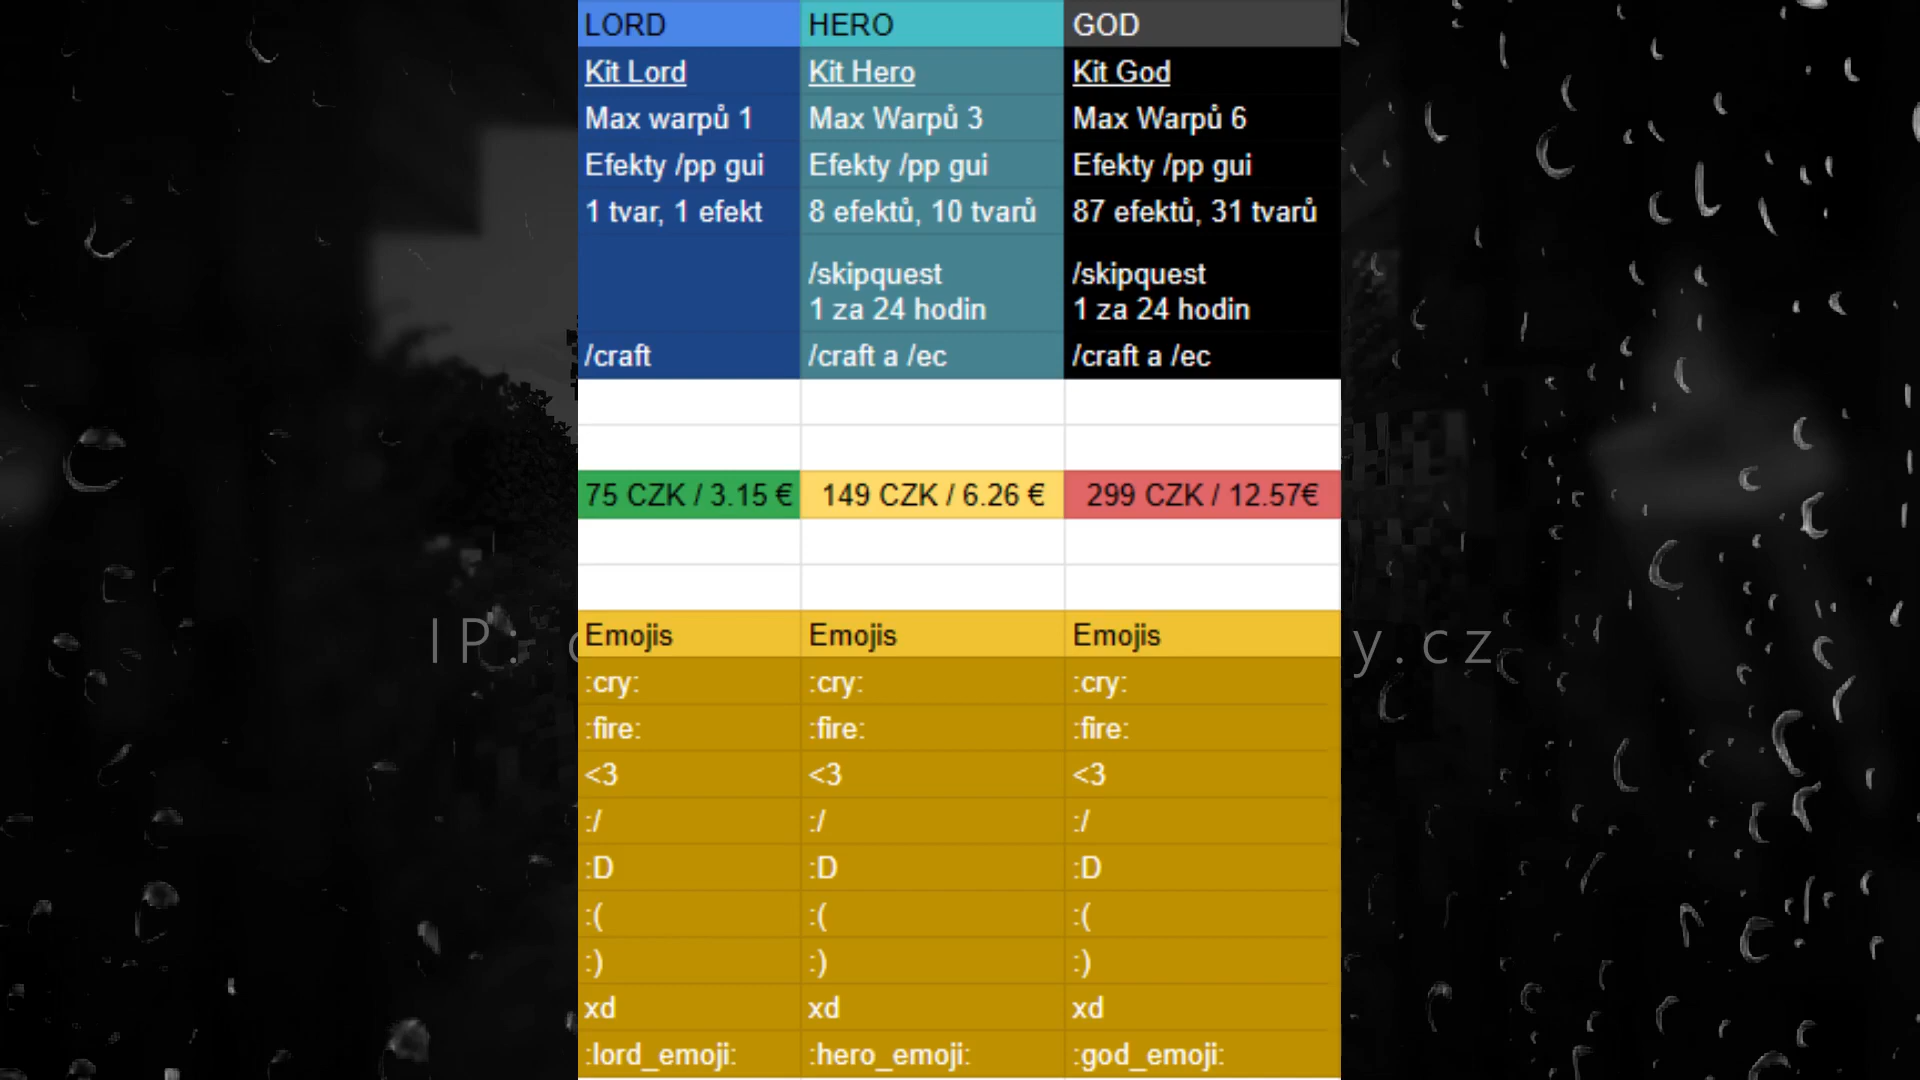 LORD HERO GOD
Kit Lord Kit Hero Kit God
Max warpů 1 Max Warpů 3 Max Warpů 6
Efekty /pp gui Efekty /pp gui Efekty /pp gui
1 tvar, 1 efekt 8 efektů, 10 tvarů 87 efektů, 31 tvarů
/skipquest /skipquest
1 za 24 hodin 1 za 24 hodin
/craft /craft a /ec /craft a /ec
75 CZK / 3.15 € 149 CZK / 6.26 € 299 CZK / 12.57€
IP: y.cz
Emojis Emojis Emojis
:cry: :cry: :cry:
:fire: :fire: :fire:
<3 <3 <3
:/ :/ :/
:D :D :D
:( :( :(
:) :) :)
xd xd xd
:lord_emoji: :hero_emoji: :god_emoji: